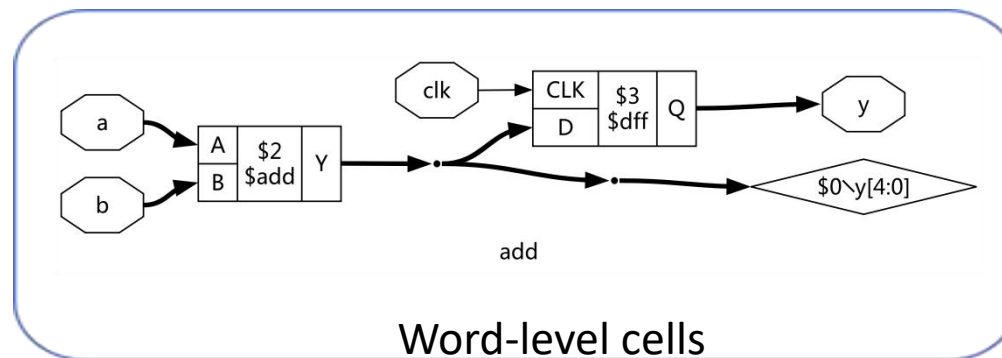 a
b
A
B
$2
$add
Y
clk
CLK
D
$3
$dff
Q
y
$0\y[4:0]
add
Word-level cells